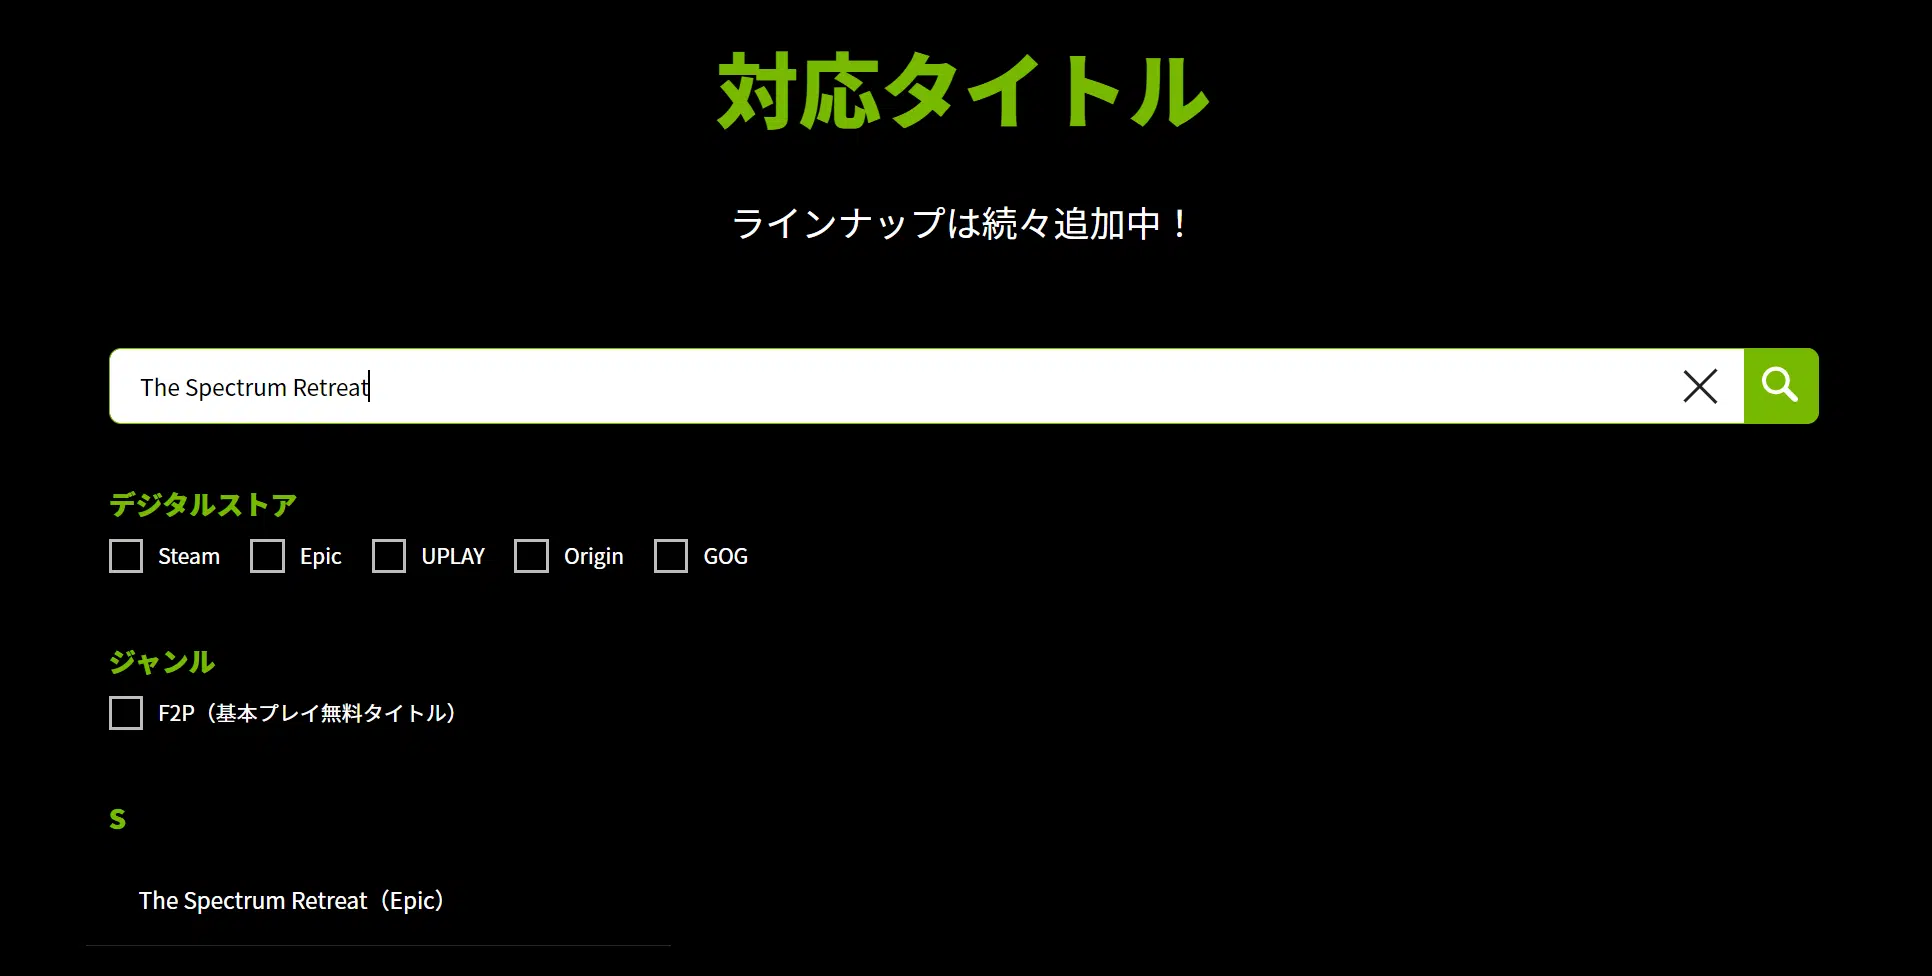 対応タイトル
ラインナップは続々追加中！
The Spectrum Retreat
デジタルストア
Steam Epic UPLAY Origin GOG
ジャンル
F2P（基本プレイ無料タイトル）
S
The Spectrum Retreat（Epic）